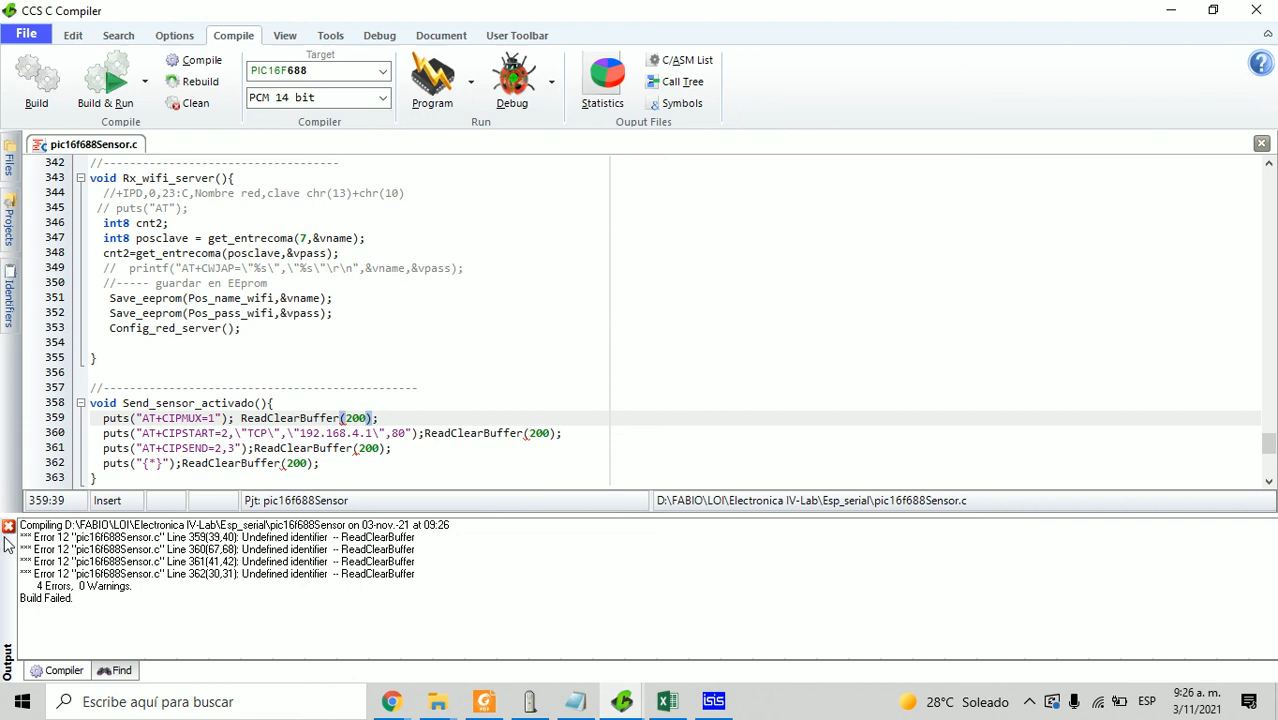 CCS C Compiler
File Edit Search Options Compile View Tools Debug Document User Toolbar
Build
Build & Run
Compile
Rebuild
Clean
Compile
Target
PIC16F688
PCM 14 bit
Compiler
Program
Debug
Run
Statistics
C/ASM List
Call Tree
Symbols
Ouput Files
Files
Projects
Identifiers
pic16f688Sensor.c
342 //------------------------------------
343 void Rx_wifi_server(){
344 //+IPD,0,23:C,Nombre red,clave chr(13)+chr(10)
345 // puts("AT");
346 int8 cnt2;
347 int8 posclave = get_entrecoma(7,&vname);
348 cnt2=get_entrecoma(posclave,&vpass);
349 // printf("AT+CWJAP=\"%s\",\"%s\"\r\n",&vname,&vpass);
350 //----- guardar en EEprom
351 Save_eeprom(Pos_name_wifi,&vname);
352 Save_eeprom(Pos_pass_wifi,&vpass);
353 Config_red_server();
354
355 }
356
357 //------------------------------------------------
358 void Send_sensor_activado(){
359 puts("AT+CIPMUX=1"); ReadClearBuffer(200);
360 puts("AT+CIPSTART=2,\"TCP\",\"192.168.4.1\",80");ReadClearBuffer(200);
361 puts("AT+CIPSEND=2,3");ReadClearBuffer(200);
362 puts("{*}");ReadClearBuffer(200);
363 }
359:39 Insert Pjt: pic16f688Sensor D:\FABIO\LOI\Electronica IV-Lab\Esp_serial\pic16f688Sensor.c
Compiling D:\FABIO\LOI\Electronica IV-Lab\Esp_serial\pic16f688Sensor on 03-nov.-21 at 09:26
*** Error 12 "pic16f688Sensor.c" Line 359(39,40): Undefined identifier -- ReadClearBuffer
*** Error 12 "pic16f688Sensor.c" Line 360(67,68): Undefined identifier -- ReadClearBuffer
*** Error 12 "pic16f688Sensor.c" Line 361(41,42): Undefined identifier -- ReadClearBuffer
*** Error 12 "pic16f688Sensor.c" Line 362(30,31): Undefined identifier -- ReadClearBuffer
4 Errors, 0 Warnings.
Build Failed.
Output
Compiler Find
Escribe aquí para buscar
isis
28°C Soleado
ESP
9:26 a. m.
3/11/2021